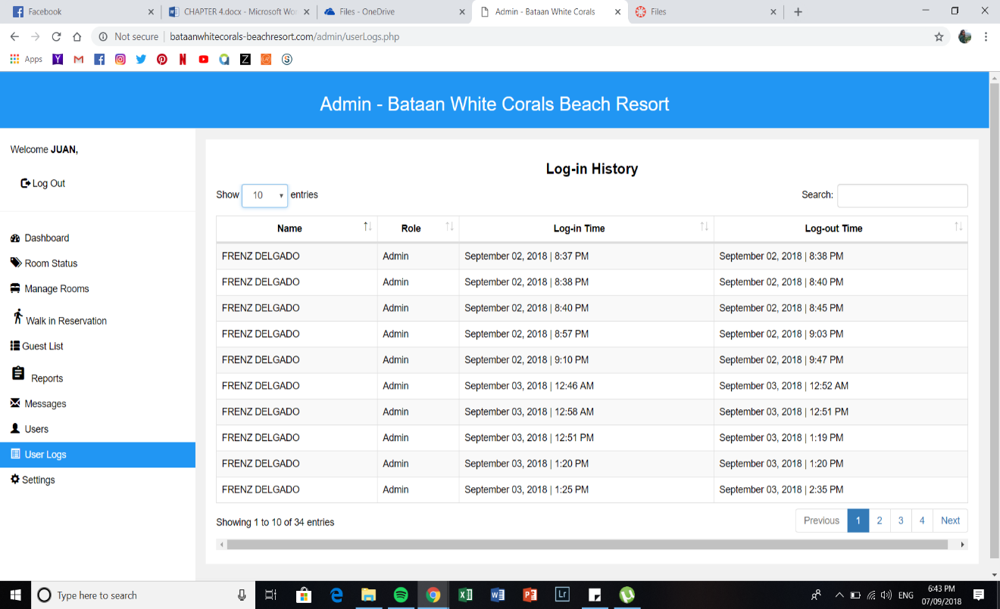 Facebook CHAPTER 4.docx - Microsoft Wor Files - OneDrive Admin - Bataan White Corals Files
Not secure bataanwhitecorals-beachresort.com/admin/userLogs.php
Apps
Admin - Bataan White Corals Beach Resort
Welcome JUAN,
Log Out
Dashboard
Room Status
Manage Rooms
Walk in Reservation
Guest List
Reports
Messages
Users
User Logs
Settings
Log-in History
Show 10 entries Search:
Name Role Log-in Time Log-out Time
FRENZ DELGADO Admin September 02, 2018 | 8:37 PM September 02, 2018 | 8:38 PM
FRENZ DELGADO Admin September 02, 2018 | 8:38 PM September 02, 2018 | 8:40 PM
FRENZ DELGADO Admin September 02, 2018 | 8:40 PM September 02, 2018 | 8:45 PM
FRENZ DELGADO Admin September 02, 2018 | 8:57 PM September 02, 2018 | 9:03 PM
FRENZ DELGADO Admin September 02, 2018 | 9:10 PM September 02, 2018 | 9:47 PM
FRENZ DELGADO Admin September 03, 2018 | 12:46 AM September 03, 2018 | 12:52 AM
FRENZ DELGADO Admin September 03, 2018 | 12:58 AM September 03, 2018 | 12:51 PM
FRENZ DELGADO Admin September 03, 2018 | 12:51 PM September 03, 2018 | 1:19 PM
FRENZ DELGADO Admin September 03, 2018 | 1:20 PM September 03, 2018 | 1:20 PM
FRENZ DELGADO Admin September 03, 2018 | 1:25 PM September 03, 2018 | 2:35 PM
Showing 1 to 10 of 34 entries Previous 1 2 3 4 Next
Type here to search Lr ENG 6:43 PM
07/09/2018